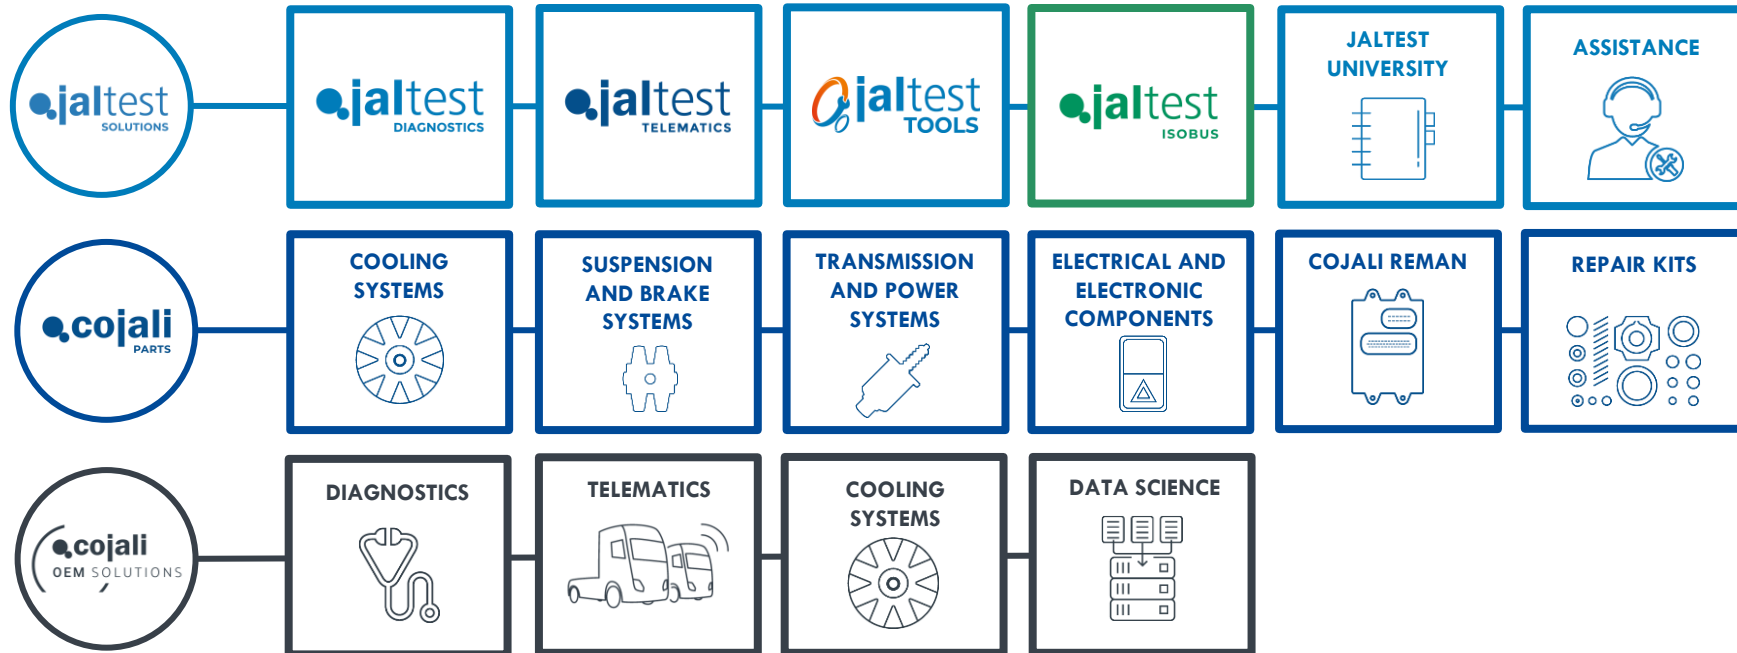 jaltest
SOLUTIONS
jaltest
DIAGNOSTICS
jaltest
TELEMATICS
jaltest
TOOLS
jaltest
ISOBUS
JALTEST
UNIVERSITY
ASSISTANCE
cojali
PARTS
COOLING
SYSTEMS
SUSPENSION
AND BRAKE
SYSTEMS
TRANSMISSION
AND POWER
SYSTEMS
ELECTRICAL AND
ELECTRONIC
COMPONENTS
COJALI REMAN
REPAIR KITS
cojali
OEM SOLUTIONS
DIAGNOSTICS
TELEMATICS
COOLING
SYSTEMS
DATA SCIENCE